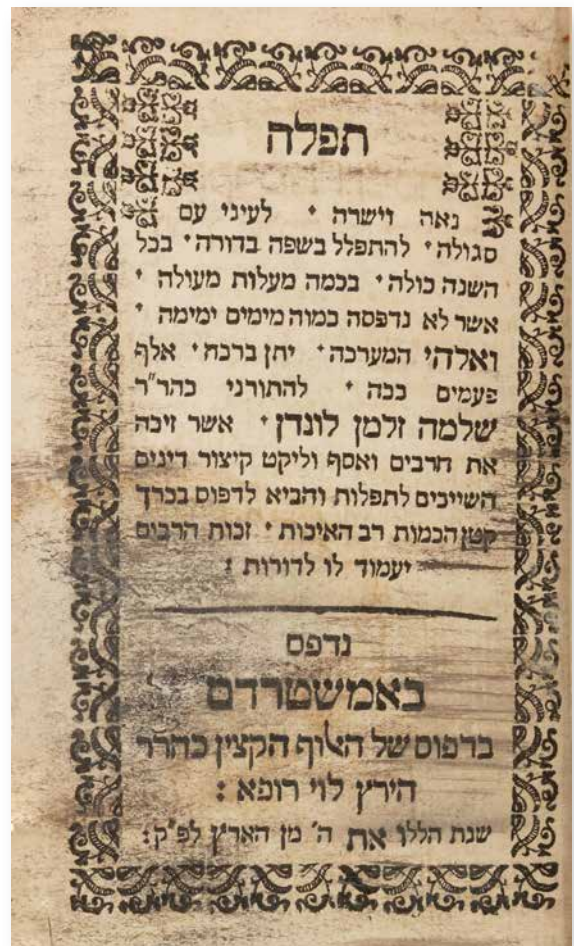 תפלה
נאה וישרה · לעיני עם
סגולה · להתפלל בשפה ברורה · בכל
השנה כולה · בכמה מעלות מעולה ·
אשר לא נדפסה כמוה מימים ימימה ·
ואלהי המערכה · יתן ברכה · אלף
פעמים ככה · להתורני כהר"ר
שלמה זלמן לונדן · אשר זיכה
את הרבים ואסף וליקט קיצור דינים
השייכים לתפלות והביא לדפוס בכרך
קטן הכמות רב האיכות · זכות הרבים
יעמוד לו לדורות :
נדפס
באמשטרדם
בדפוס של האלוף הקצין כהרר
הירץ לוי רופא :
שנת הללו את ה' מן הארץ לפ"ק :